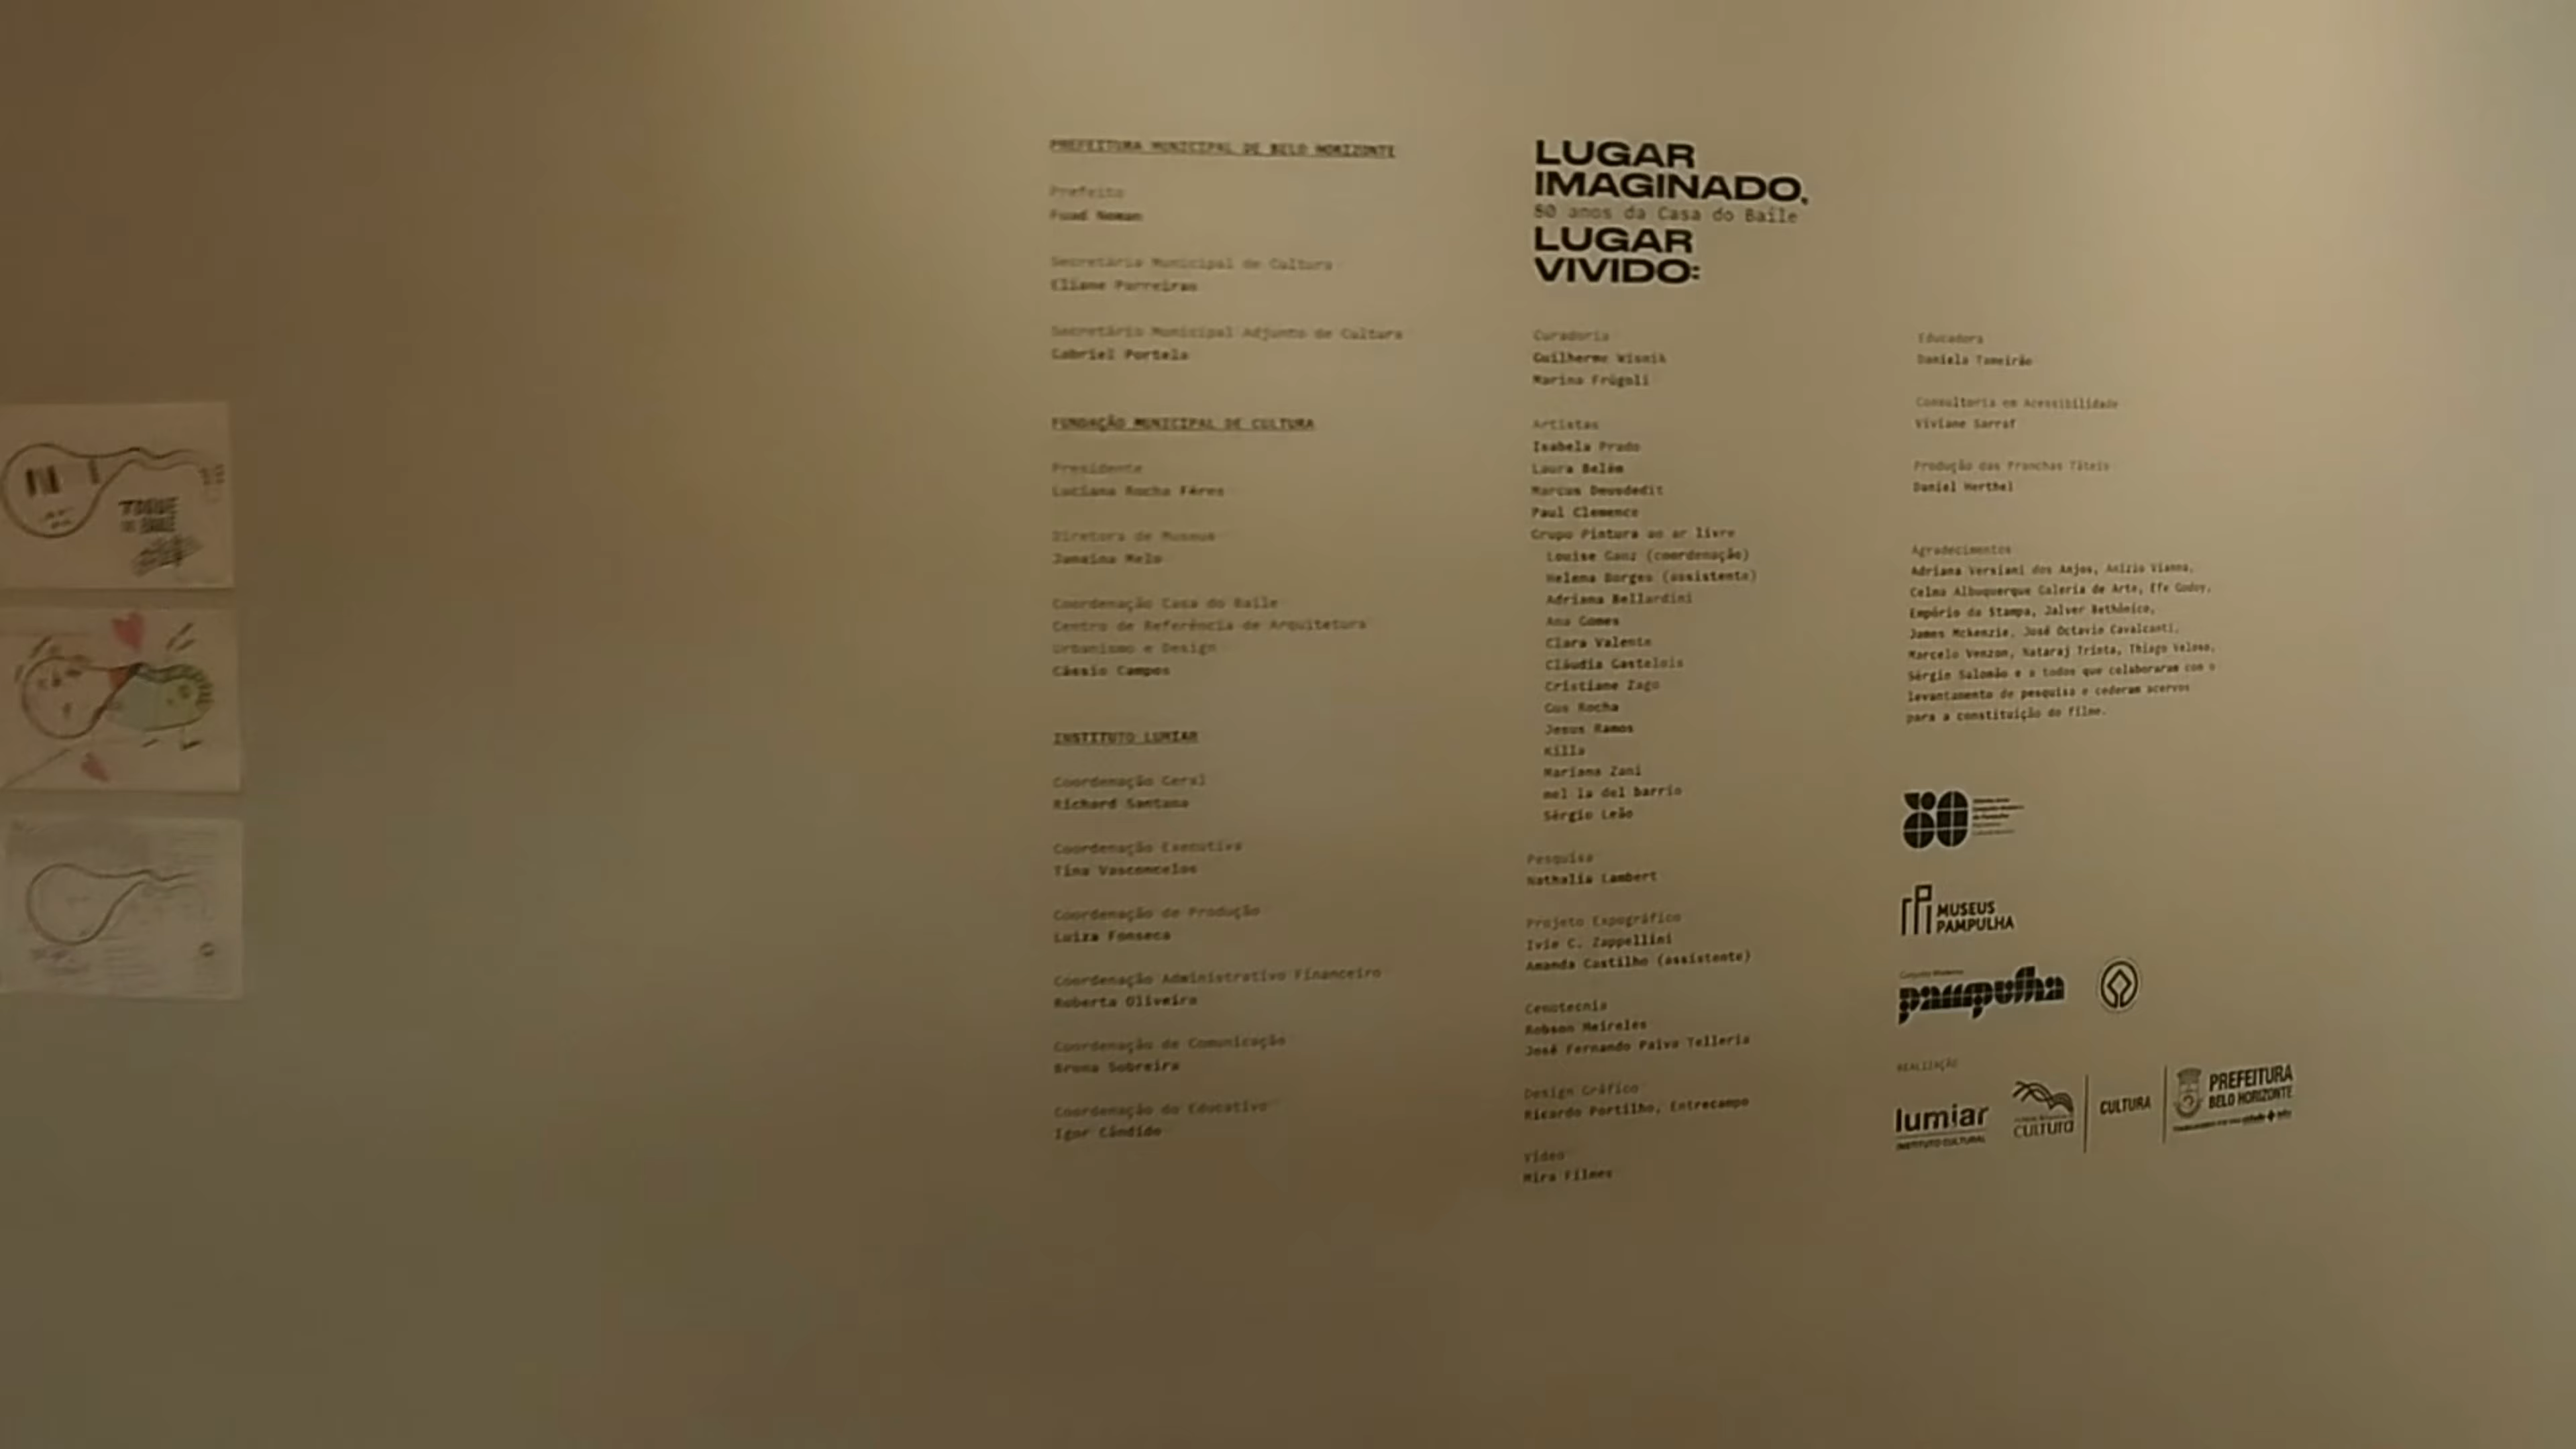 PREFEITURA MUNICIPAL DE BELO HORIZONTE
Prefeito
Fuad Noman
Secretária Municipal de Cultura
Eliane Parreiras
Secretário Municipal Adjunto de Cultura
Gabriel Portela
FUNDAÇÃO MUNICIPAL DE CULTURA
Presidente
Luciana Rocha Féres
Diretora de Museus
Janaína Melo
Coordenação Casa do Baile
Centro de Referência de Arquitetura
Urbanismo e Design
Cássio Campos
INSTITUTO LUMIAR
Coordenação Geral
Richard Santana
Coordenação Executiva
Tina Vasconcelos
Coordenação de Produção
Luiza Fonseca
Coordenação Administrativo Financeiro
Roberta Oliveira
Coordenação de Comunicação
Bruna Sobreira
Coordenação do Educativo
Igor Cândido
LUGAR
IMAGINADO,
80 anos da Casa do Baile
LUGAR
VIVIDO:
Curadoria
Guilherme Wisnik
Marina Frúgoli
Artistas
Isabela Prado
Laura Belém
Marcus Deusdedit
Paul Clemence
Grupo Pintura ao ar livre
Louise Ganz (coordenação)
Helena Borges (assistente)
Adriana Bellardini
Ana Gomes
Clara Valente
Cláudia Gastelois
Cristiane Zago
Gus Rocha
Jesus Ramos
Killa
Mariana Zani
mel la del barrio
Sérgio Leão
Pesquisa
Nathalia Lambert
Projeto Expográfico
Ivie C. Zappellini
Amanda Castilho (assistente)
Cenotecnia
Robson Meireles
José Fernando Paiva Telleria
Design Gráfico
Ricardo Portilho, Entrecampo
Vídeo
Mira Filmes
Educadora
Daniela Tameirão
Consultoria em Acessibilidade
Viviane Sarraf
Produção das Pranchas Táteis
Daniel Herthel
Agradecimentos
Adriana Versiani dos Anjos, Anízio Vianna,
Celma Albuquerque Galeria de Arte, Efe Godoy,
Empório da Stampa, Jalver Bethônico,
James Mckenzie, José Octavio Cavalcanti,
Marcelo Venzon, Nataraj Trinta, Thiago Veloso,
Sérgio Salomão e a todos que colaboraram com o
levantamento de pesquisa e cederam acervos
para a constituição do filme.
80
MUSEUS
PAMPULHA
Conjunto Moderno
pampulha
REALIZAÇÃO
lumiar
INSTITUTO CULTURAL
CULTURA
CULTURA
PREFEITURA
BELO HORIZONTE